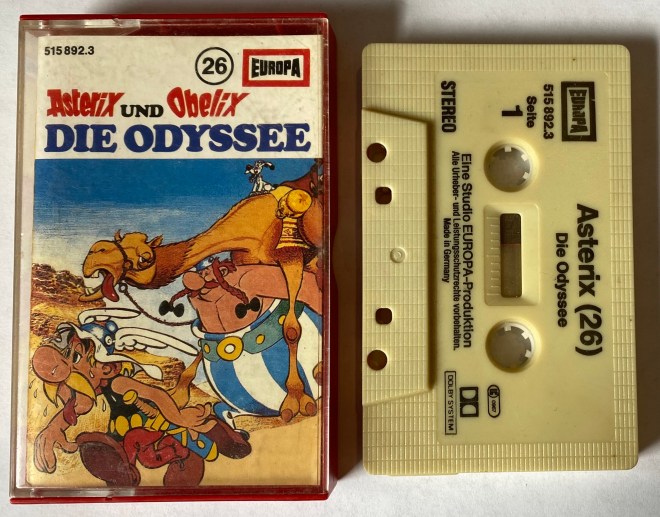 515 892.3
26
EUROPA
Asterix UND Obelix
DIE ODYSSEE
EUROPA
515 892.3
Seite
1
STEREO
Asterix (26)
Die Odyssee
Eine Studio EUROPA-Produktion
Alle Urheber- und Leistungsschutzrechte vorbehalten.
Made in Germany
DOLBY SYSTEM